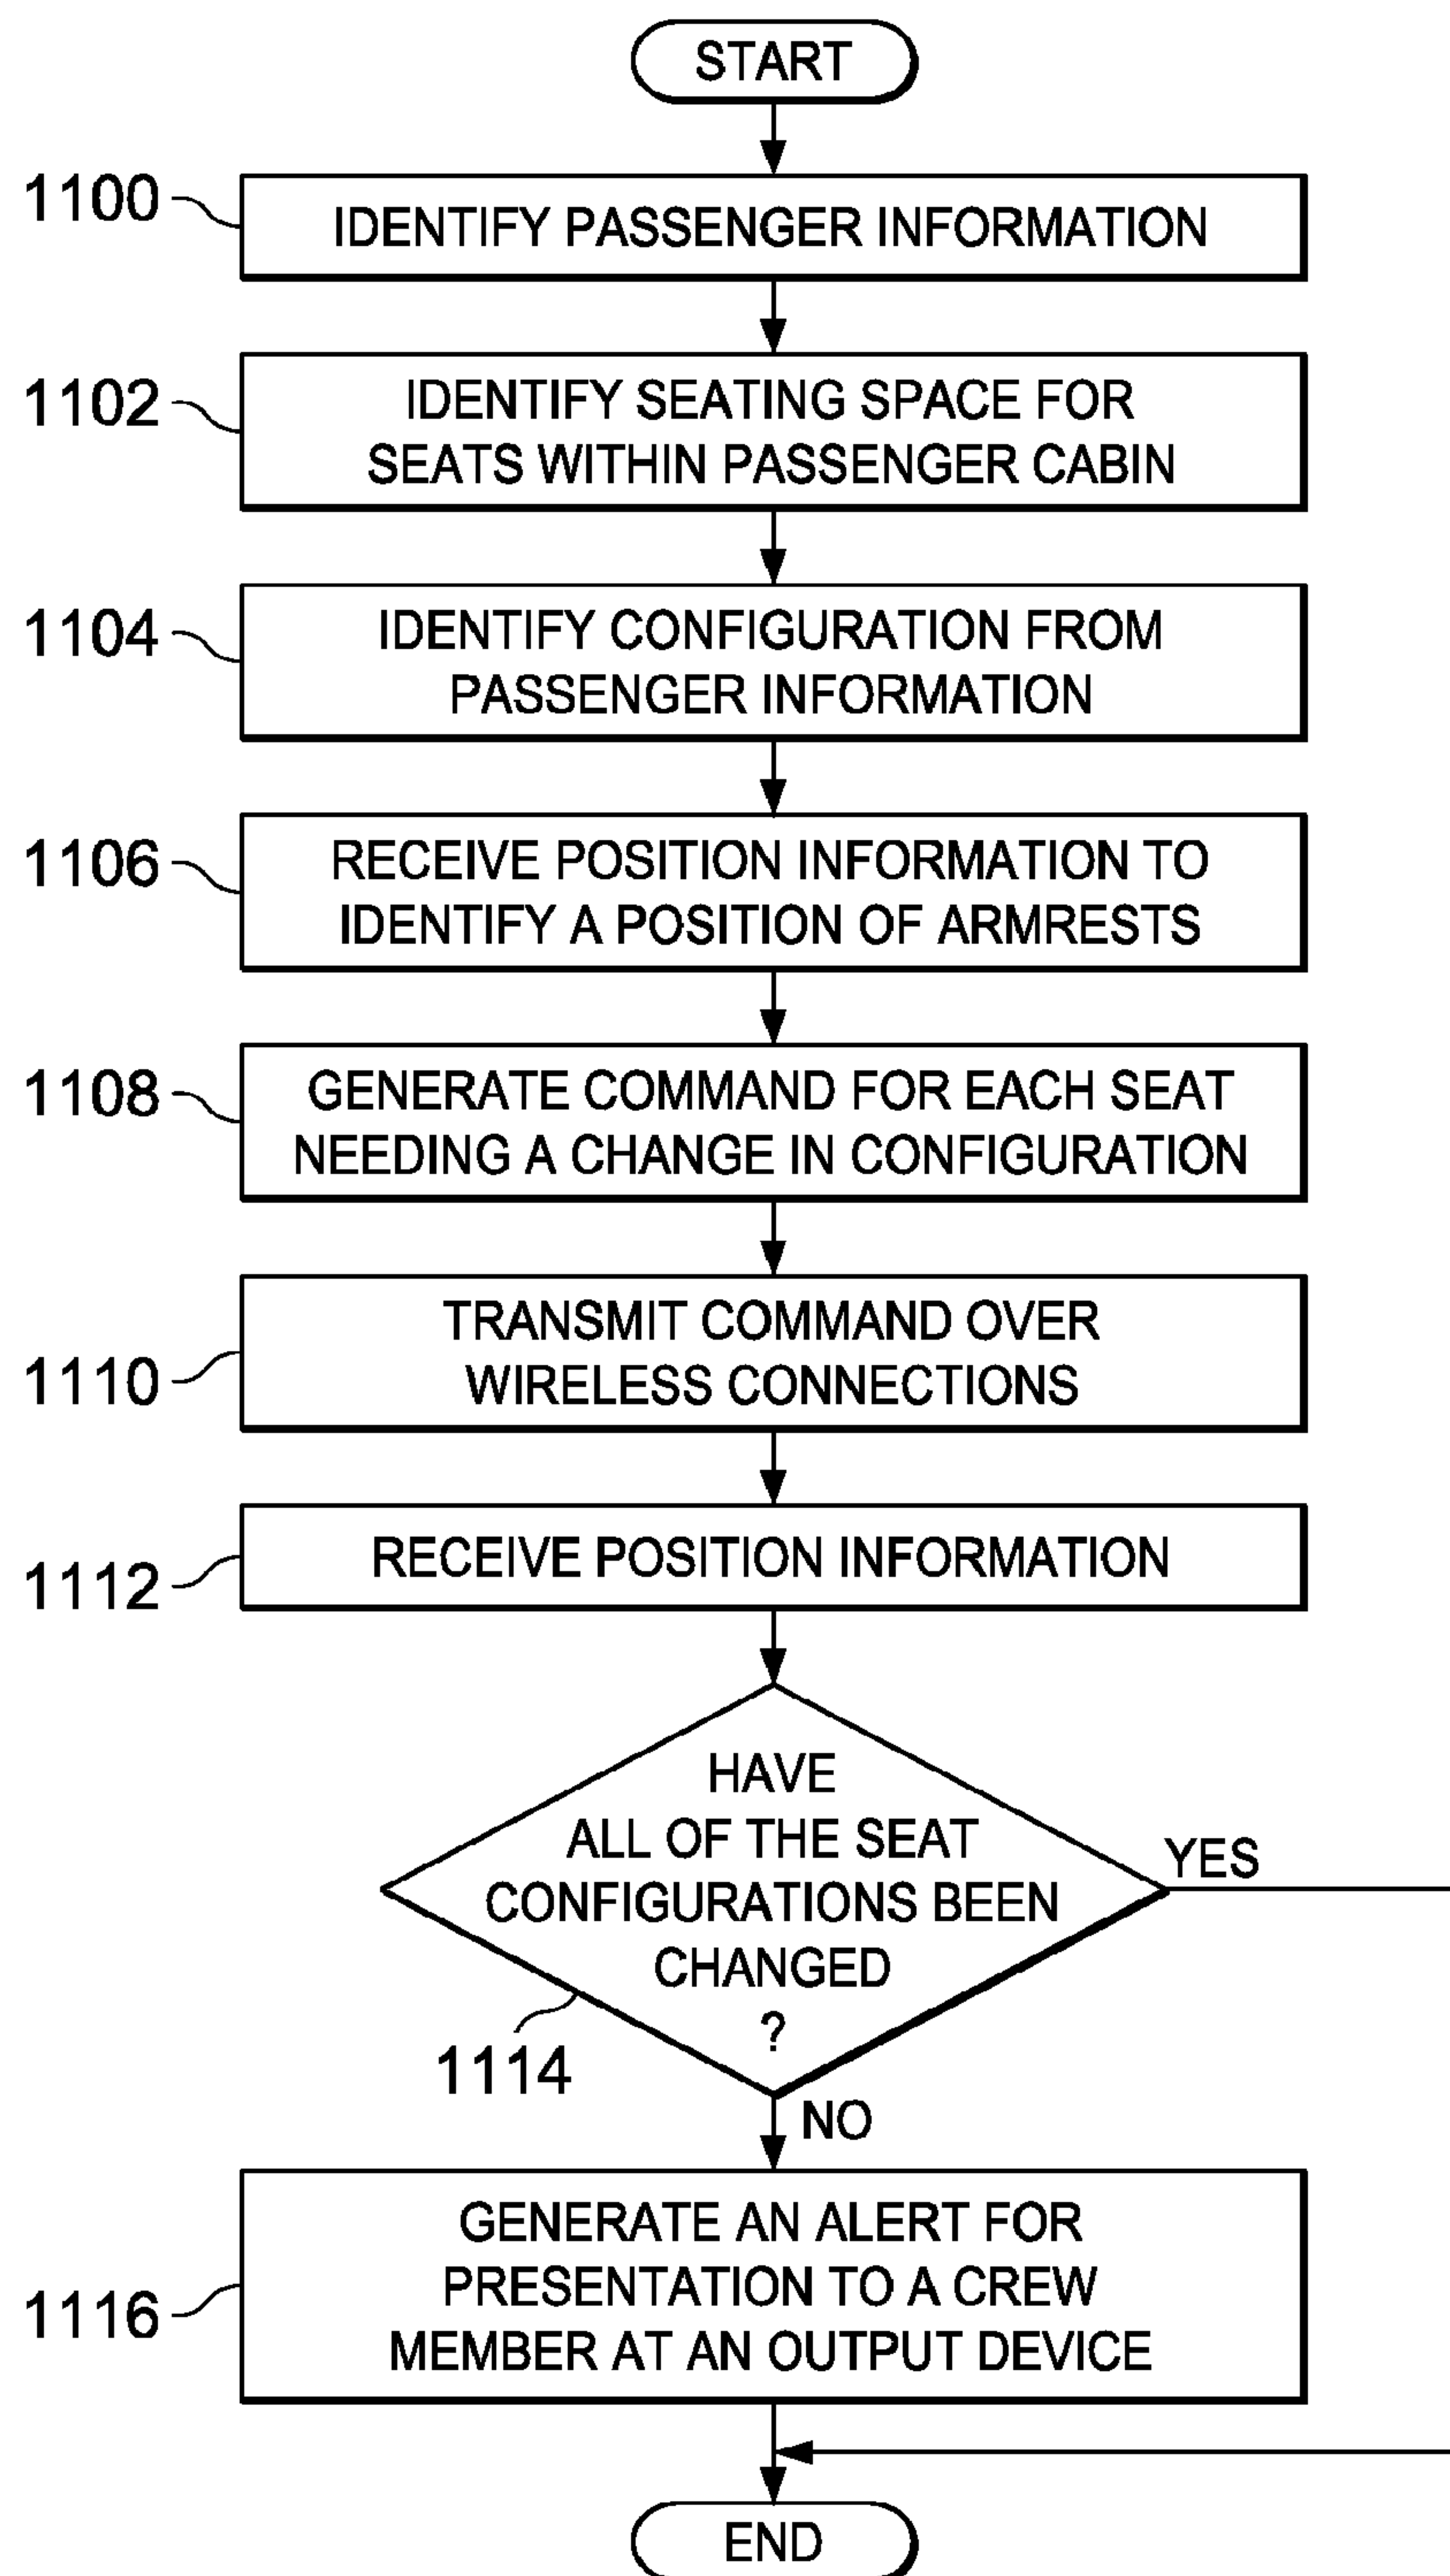 START
1100
IDENTIFY PASSENGER INFORMATION
1102
IDENTIFY SEATING SPACE FOR
SEATS WITHIN PASSENGER CABIN
1104
IDENTIFY CONFIGURATION FROM
PASSENGER INFORMATION
1106
RECEIVE POSITION INFORMATION TO
IDENTIFY A POSITION OF ARMRESTS
1108
GENERATE COMMAND FOR EACH SEAT
NEEDING A CHANGE IN CONFIGURATION
1110
TRANSMIT COMMAND OVER
WIRELESS CONNECTIONS
1112
RECEIVE POSITION INFORMATION
HAVE
ALL OF THE SEAT
CONFIGURATIONS BEEN
CHANGED
?
YES
1114
NO
1116
GENERATE AN ALERT FOR
PRESENTATION TO A CREW
MEMBER AT AN OUTPUT DEVICE
END